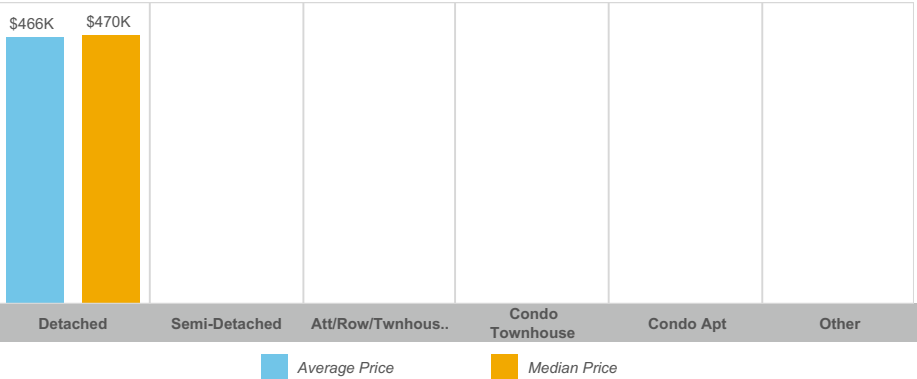 $466K
$470K
Detached
Semi-Detached
Att/Row/Twnhous..
Condo
Townhouse
Condo Apt
Other
Average Price
Median Price